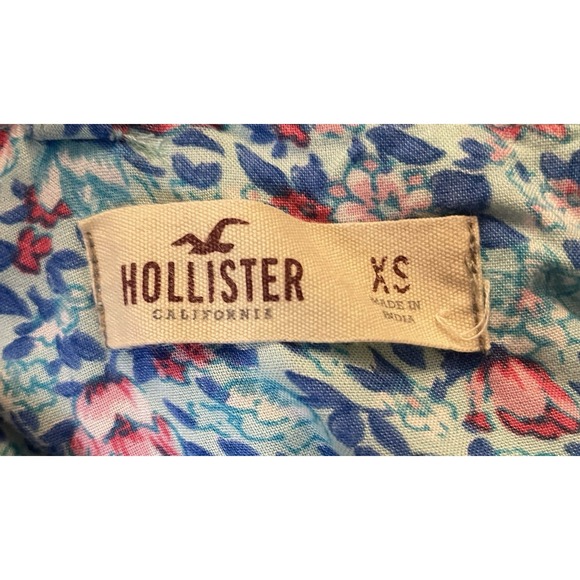 HOLLISTER
CALIFORNIA
XS
MADE IN
INDIA